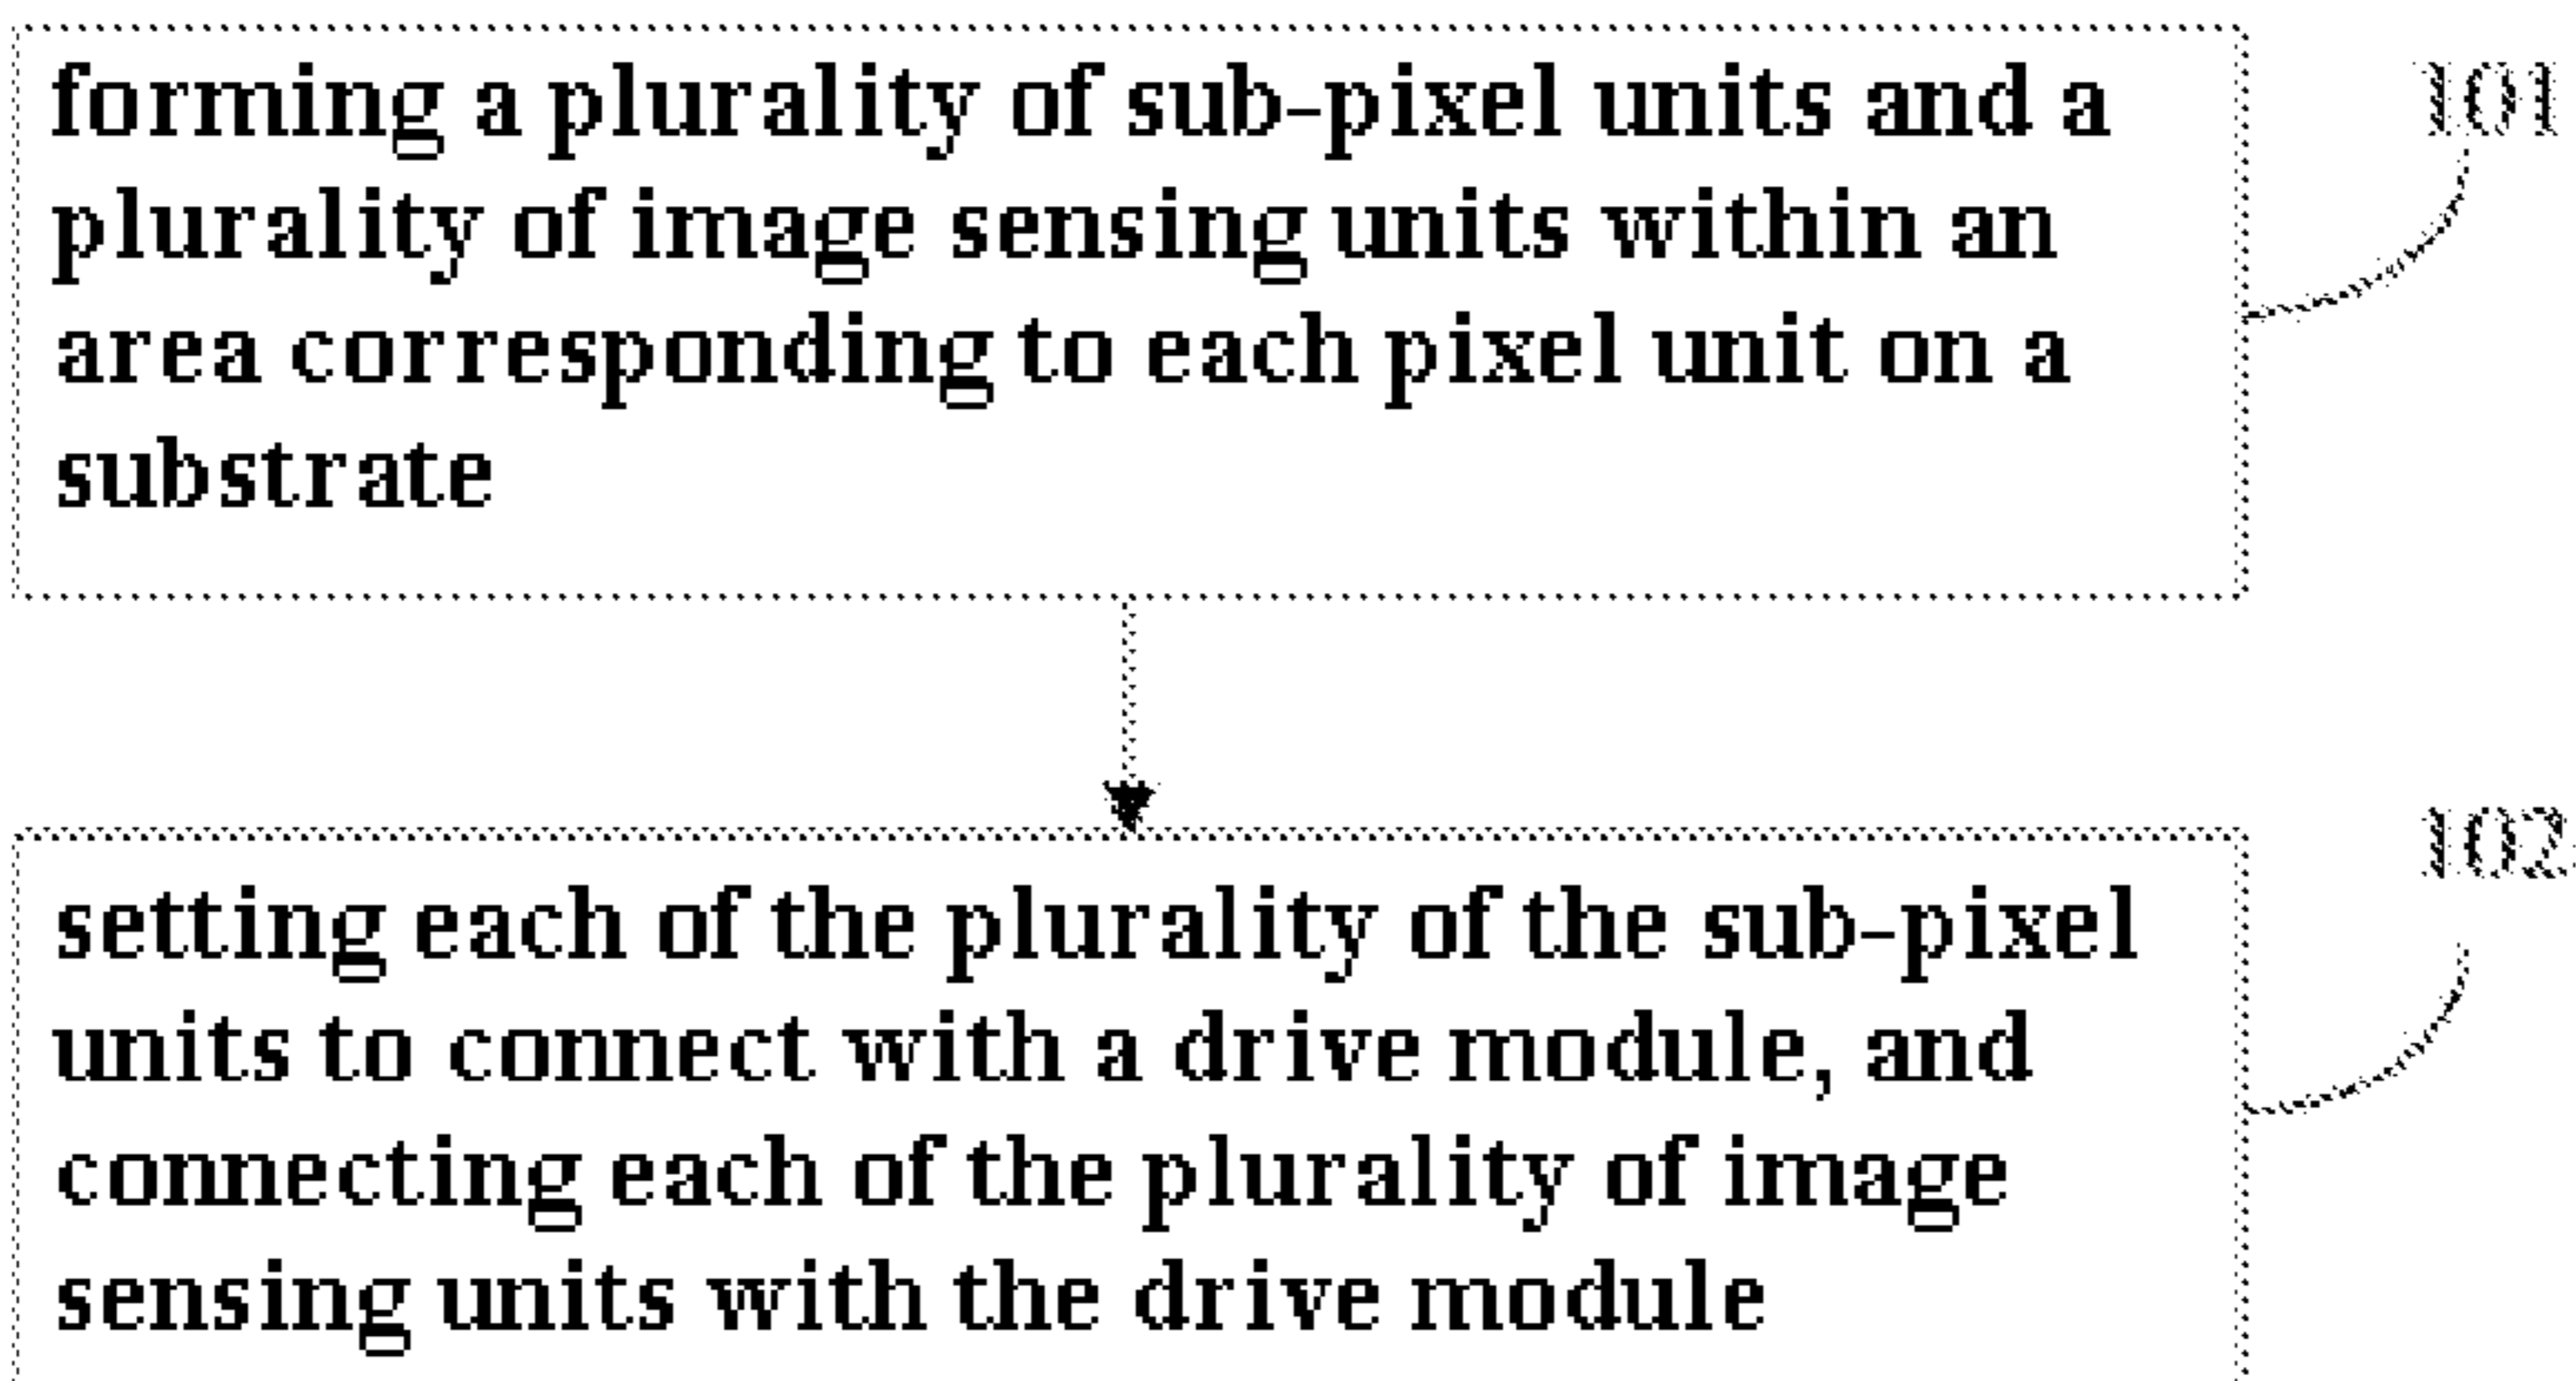 forming a plurality of sub-pixel units and a
plurality of image sensing units within an
area corresponding to each pixel unit on a
substrate
101
setting each of the plurality of the sub-pixel
units to connect with a drive module, and
connecting each of the plurality of image
sensing units with the drive module
102